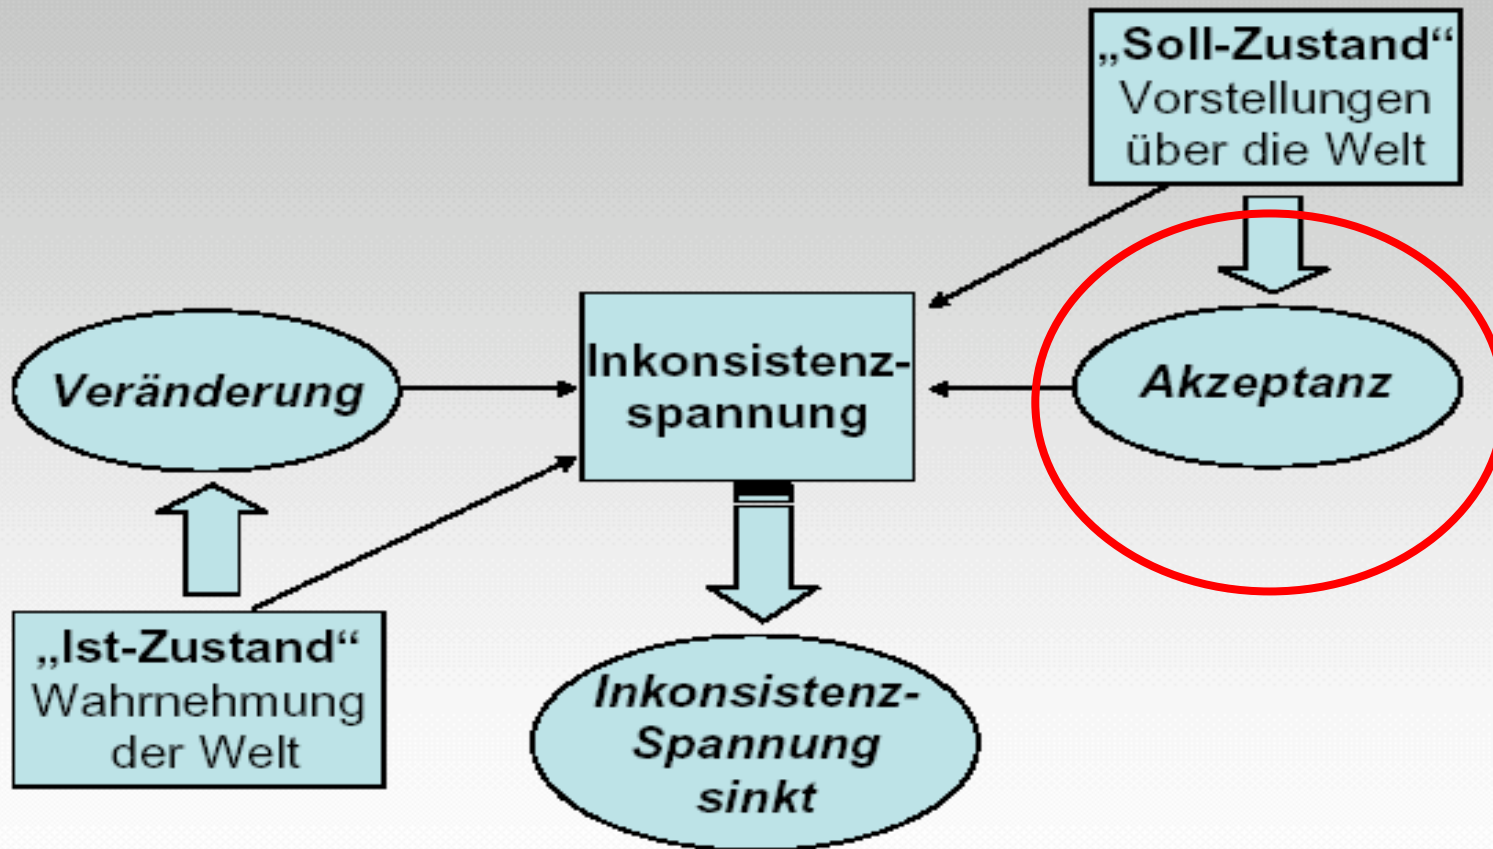 „Soll-Zustand“
Vorstellungen
über die Welt
Veränderung
Inkonsistenz-
spannung
Akzeptanz
„Ist-Zustand“
Wahrnehmung
der Welt
Inkonsistenz-
Spannung
sinkt